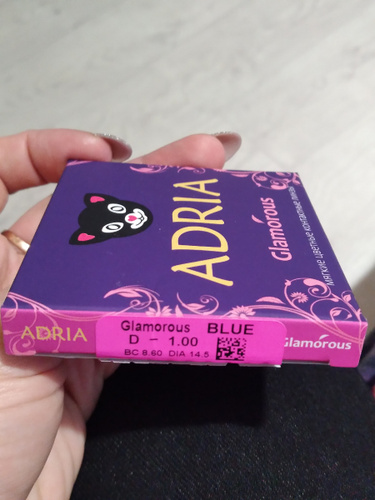 ADRIA
Glamorous
МЯГКИЕ ЦВЕТНЫЕ КОНТАКТНЫЕ ЛИНЗЫ
ADRIA
Glamorous BLUE
D - 1.00
BC 8.60 DIA 14.5
Glamorous